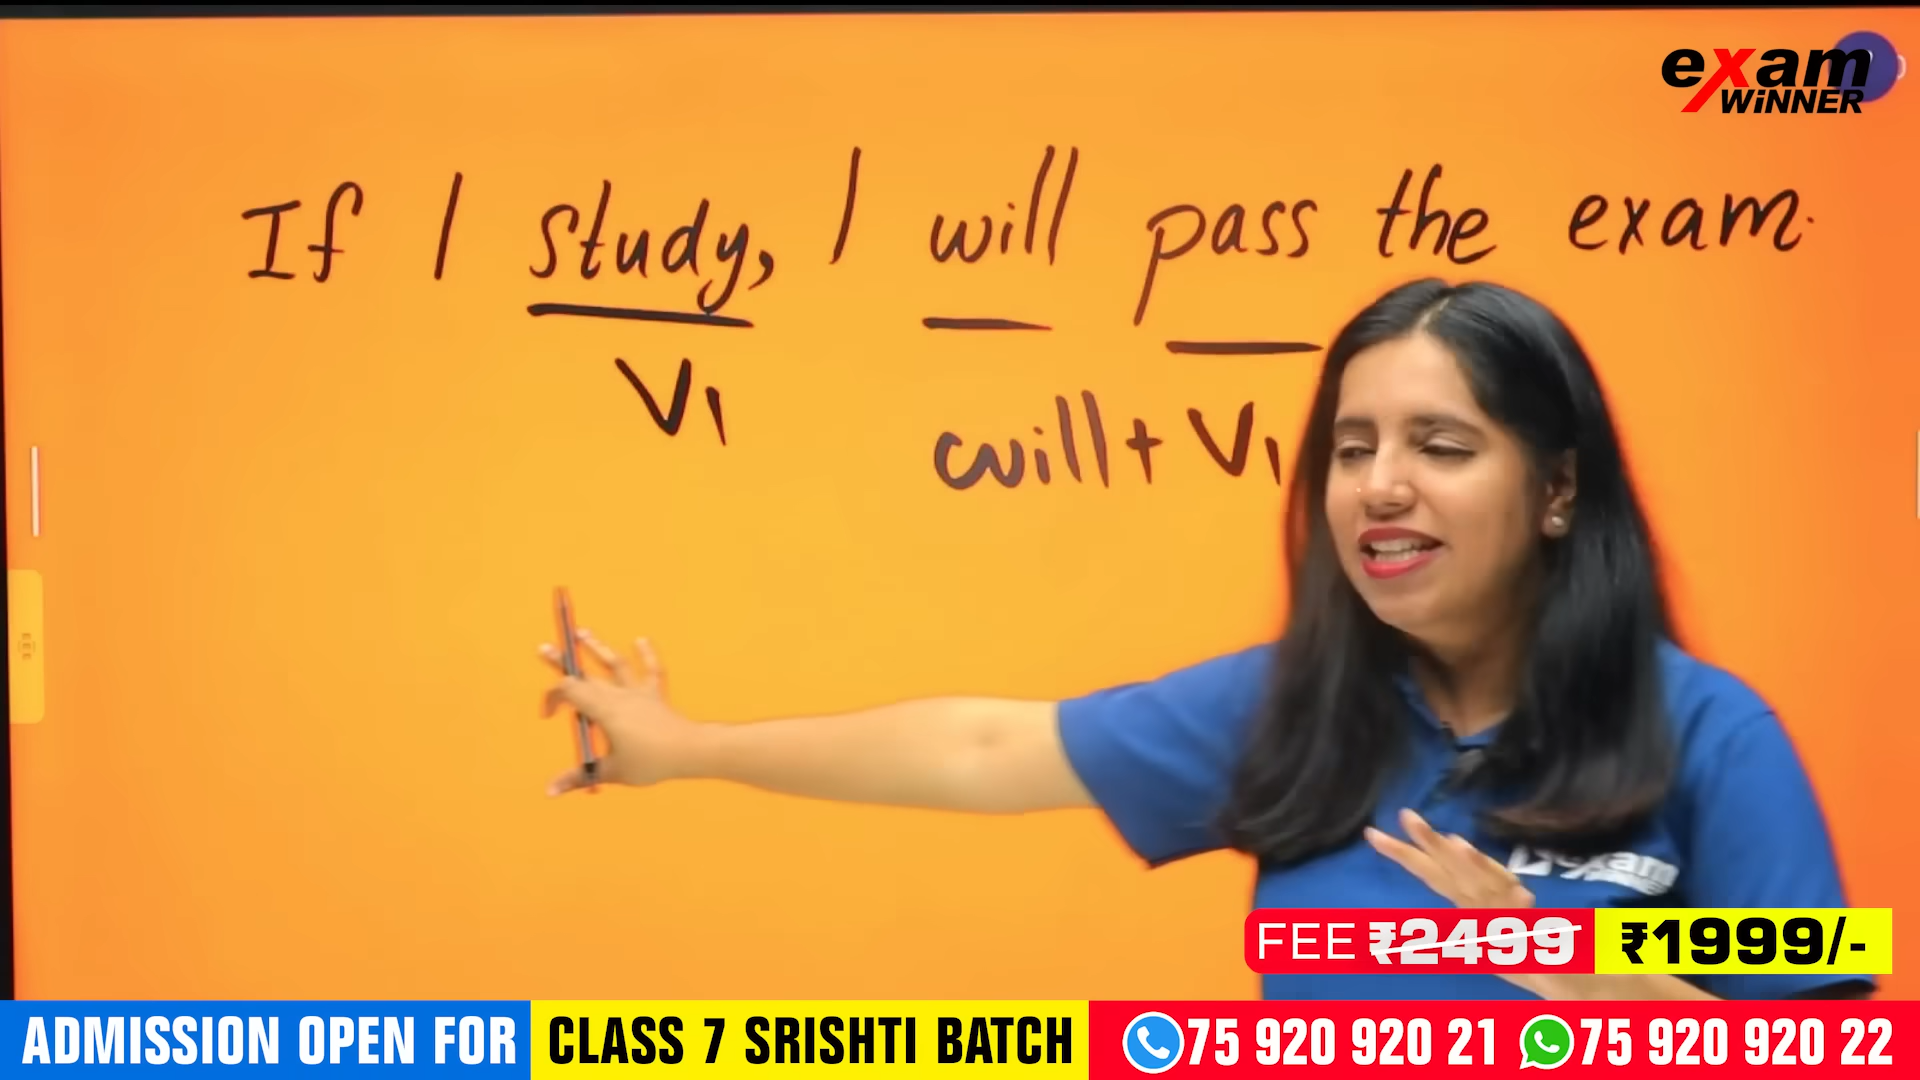 exam
WiNNER
If I study, I will pass the exam.
V1
will + V1
exam
FEE ₹2499 ₹1999/-
ADMISSION OPEN FOR CLASS 7 SRISHTI BATCH 75 920 920 21 75 920 920 22